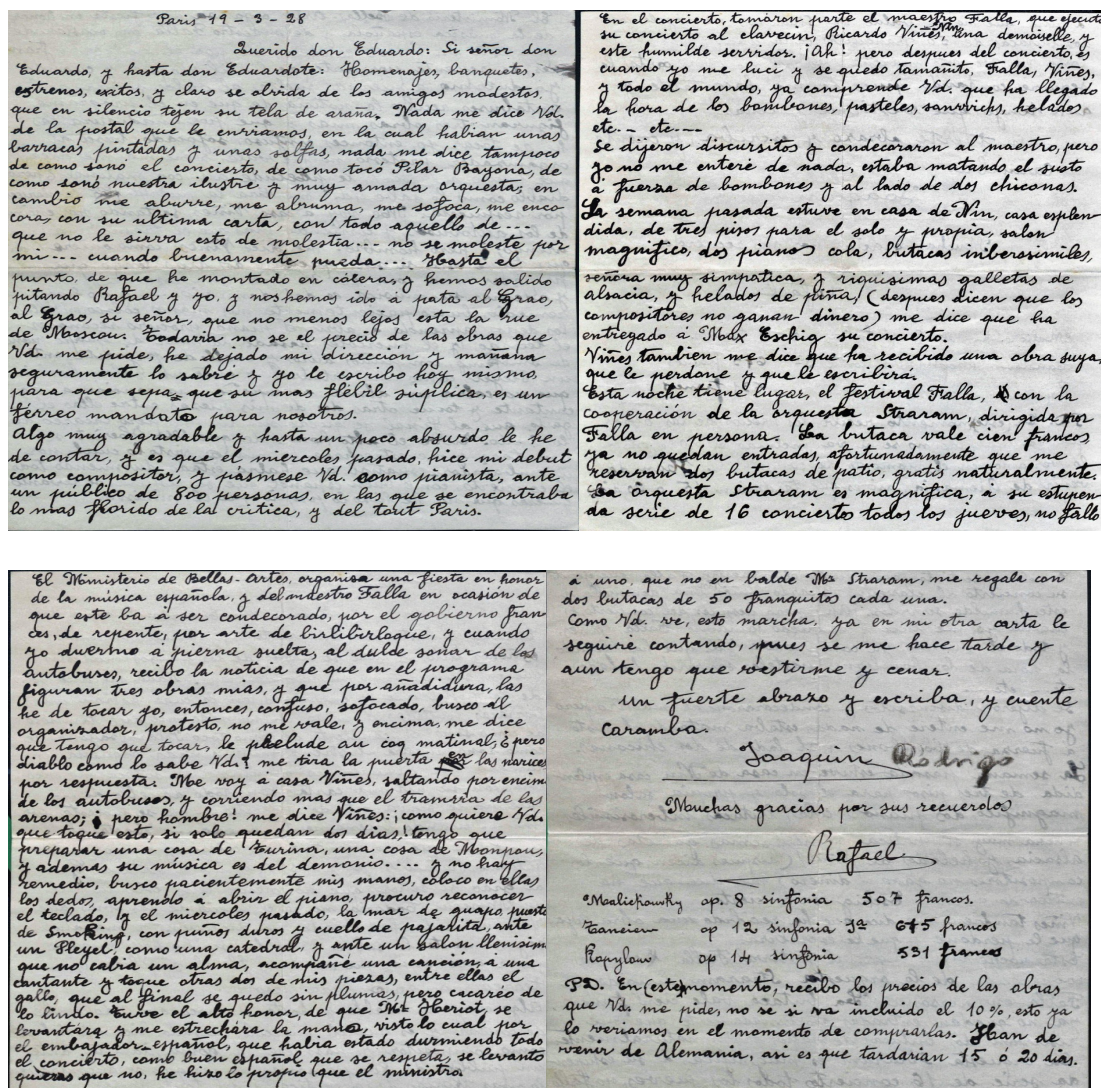 Paris 19-3-28
Querido don Eduardo: Si señor don
Eduardo, y hasta don Eduardote: Homenajes, banquetes,
estrenos, exitos, y claro se olvida de los amigos modestos
que en silencio tejen su tela de araña. Nada me dice Vd.
de la postal que le enviamos, en la cual habian unas
barracas pintadas y unas solfas, nada me dice tampoco
de como sonó el concierto, de como tocó Pilar Bayona, de
como sonó nuestra ilustre y muy amada orquesta; en
cambio me aburre, me abruma, me sofoca, me enco
cora, con su ultima carta, con todo aquello de ---
que no le sirva esto de molestia --- no se moleste por
mi --- cuando buenamente pueda ---. Hasta el
punto, de que he montado en cólera, y hemos salido
pitando Rafael y yo, y nos hemos ido á pata al Grao,
al Grao, si señor, que no menos lejos esta la rue
de Moscou. Todavia no se el precio de las obras que
Vd. me pide, he dejado mi dirección y mañana
seguramente lo sabré y yo le escribo hoy mismo,
para que sepa que su mas flébil súplica, es un
férreo mandato para nosotros.
Algo muy agradable y hasta un poco absurdo le he
de contar, y es que el miercoles pasado, hice mi debut
como compositor, y pásmese Vd. como pianista, ante
un público de 800 personas, en las que se encontraba
lo mas florido de la critica, y del tout Paris.
El Ministerio de Bellas-Artes, organisa una fiesta en honor
de la música española, y del maestro Falla en ocasión de
que este ba á ser condecorado, por el gobierno fran
ces, de repente, por arte de birlibirloque, y cuando
yo duermo á pierna suelta, al dulde sonar de los
autobuses, recibo la noticia de que en el programa
figuran tres obras mias, y que por añadidura, las
he de tocar yo, entonces, confuso, sofocado, busco al
organizador, protesto, no me vale, y encima, me dice
que tengo que tocar, le prelude au coq matinal; ¿pero
diablo como lo sabe Vd? me tira la puerta en las narices
por respuesta. Me voy á casa Viñes, saltando por encim
de los autobusos, y corriendo mas que el tramvia de las
arenas; ¡pero hombre! me dice Viñes: ¡como quiere Vd.
que toque esto, si solo quedan dos dias! tengo que
preparar una cosa de Turina, una cosa de Monpou,
y ademas su música es del demonio .... y no hay
remedio, busco pacientemente mis manos, coloco en ellas
los dedos, aprendo á abrir el piano, procuro reconocer
el teclado, y el miercoles pasado, la mar de guapo, puesto
de Smoking, con puños duros y cuello de pajarita, ante
un Pleyel, como una catedral, y ante un salon llenisim
que no cabia un alma, acompañé una canción, á una
cantante y toque otras dos de mis piezas, entre ellas el
gallo, que al final se quedo sin plumas, pero cacaréo de
lo lindo. Tuve el alto honor, de que Mr Heriot, se
levantara y me estrechara la mano, visto lo cual por
el embajador español, que habia estado durmiendo todo
el concierto, como buen español que se respeta, se levanto
quieras que no, he hizo lo propio que el ministro.
En el concierto, tomaron parte el maestro Falla, que ejecuto
su concierto al clavecin, Ricardo Viñes, Nin, una demoiselle, y
este humilde servidos. ¡Ah! pero despues del concierto, es
cuando yo me luci y se quedo tamañito, Falla, Viñes,
y todo el mundo, ya comprende Vd. que ha llegado
la hora de los bombones, pasteles, sanwichs, helados
etc. -- etc. ---
Se dijeron discursitos y condecoraron al maestro, pero
yo no me enteré de nada, estaba matando el susto
á fuerza de bombones y al lado de dos chiconas.
La semana pasada estuve en casa de Nin, casa esplen
dida, de tres pisos para el solo y propia, salon
magnifico, dos pianos cola, butacas inberosimiles,
señora muy simpatica, y riquisimas galletas de
alsacia, y helados de piña, (despues dicen que los
compositores no ganan dinero) me dice que ha
entregado á Max Eschig su concierto.
Viñes tambien me dice que ha recibido una obra suya,
que le perdone y que le escribirá.
Esta noche tiene lugar, el festival Falla, con la
cooperación de la orquesta Straram, dirigida por
Falla en persona. La butaca vale cien francos
ya no quedan entradas, afortunadamente que me
reservan dos butacas de patio, gratis naturalmente.
La orquesta Straram es magnifica, á su estupen
da serie de 16 concierto todos los jueves, no fallo
á uno, que no en balde Mr Straram, me regala con
dos butacas de 50 franquitos cada una.
Como Vd. ve, esto marcha. ya en mi otra carta le
seguiré contando, pues se me hace tarde y
aun tengo que vestirme y cenar.
Un fuerte abrazo y escriba, y cuente
Caramba.
Joaquin Rodrigo
Muchas gracias por sus recuerdos
Rafael
Malichousky op. 8 sinfonia 507 francos.
Taneiew op 12 sinfonia 1ª 645 francos
Kopylow op 14 sinfonia 531 francos
PD. En (este) momento, recibo los precios de las obras
que Vd. me pide, no se si va incluido el 10%, esto ya
lo veriamos en el momento de comprarlas. Han de
venir de Alemania, asi es que tardarian 15 ó 20 dias.